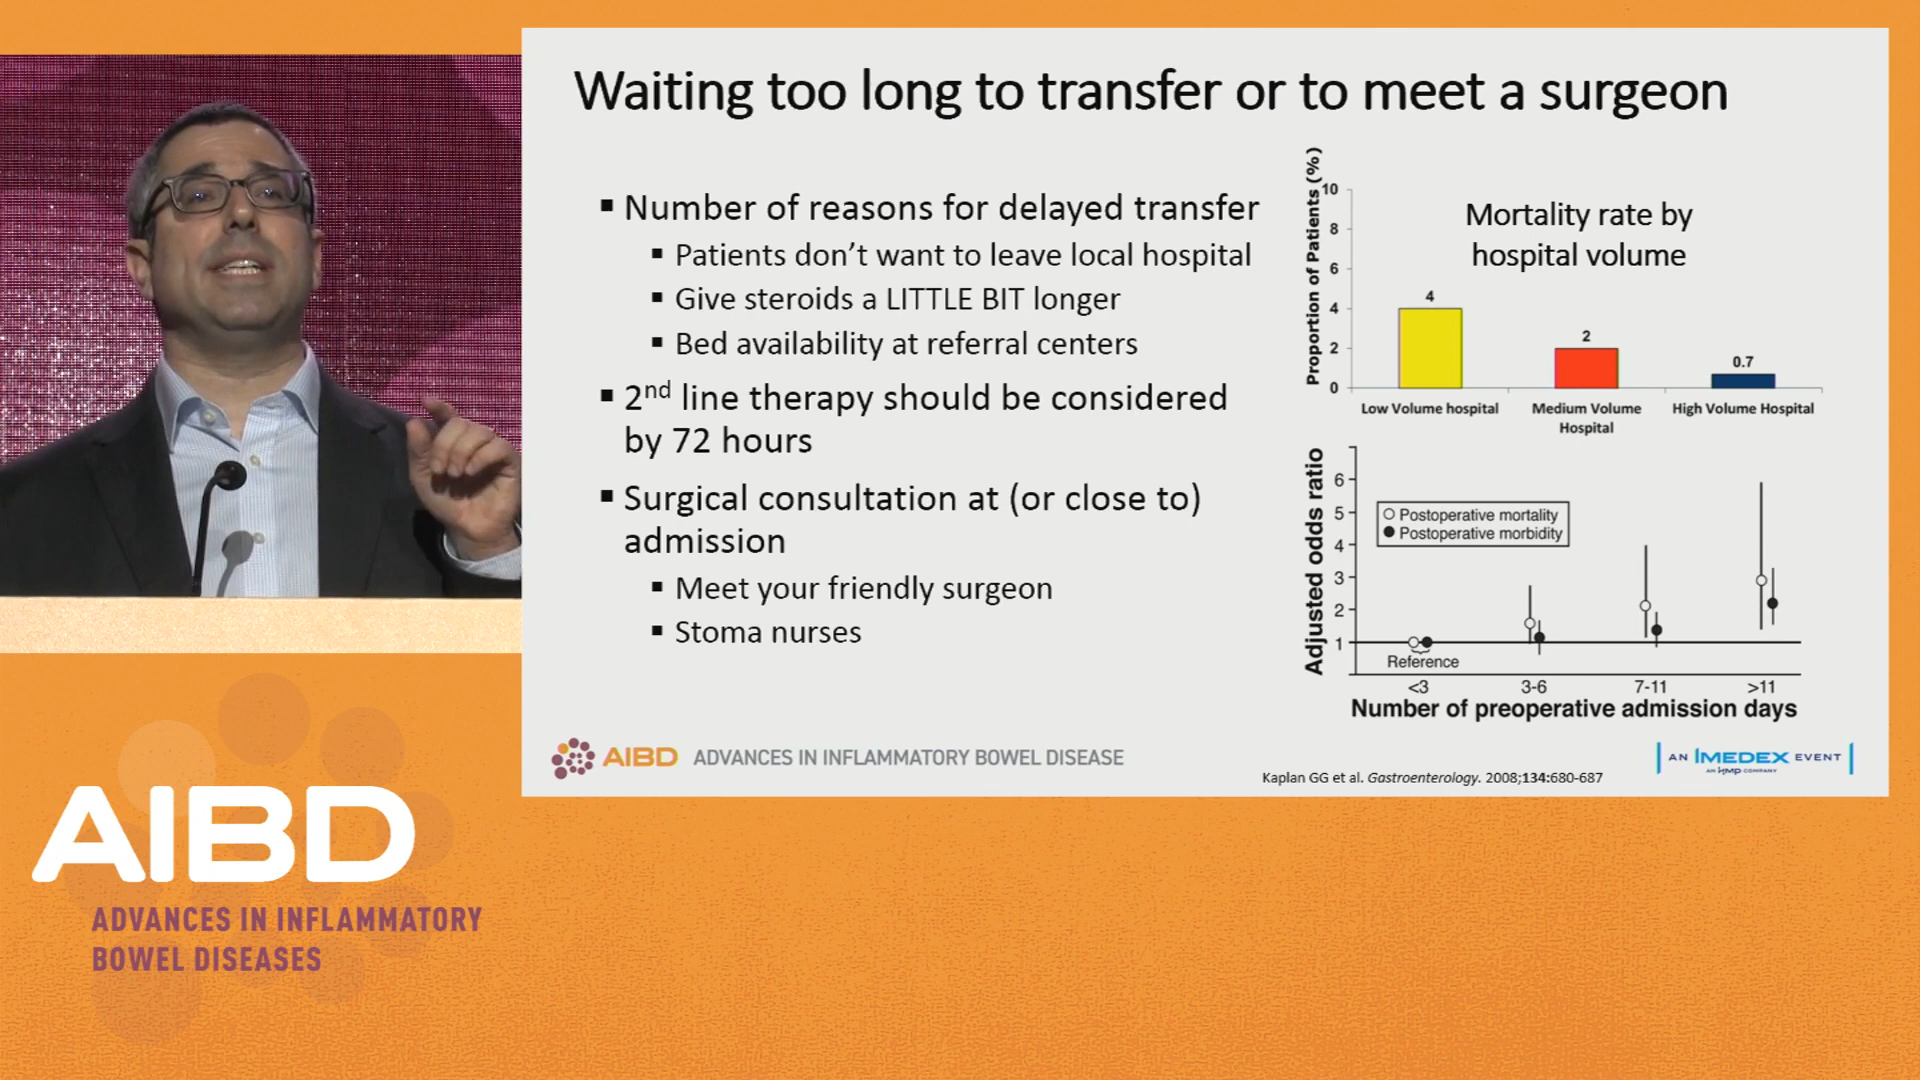 Waiting too long to transfer or to meet a surgeon
▪ Number of reasons for delayed transfer
▪ Patients don't want to leave local hospital
▪ Give steroids a LITTLE BIT longer
▪ Bed availability at referral centers
▪ 2nd line therapy should be considered
by 72 hours
▪ Surgical consultation at (or close to)
admission
▪ Meet your friendly surgeon
▪ Stoma nurses
Mortality rate by
hospital volume
Proportion of Patients (%)
10
8
6
4
2
0
4
2
0.7
Low Volume hospital
Medium Volume
Hospital
High Volume Hospital
Adjusted odds ratio
6
5
4
3
2
1
Postoperative mortality
Postoperative morbidity
Reference
<3
3-6
7-11
>11
Number of preoperative admission days
AIBD ADVANCES IN INFLAMMATORY BOWEL DISEASE
Kaplan GG et al. Gastroenterology. 2008;134:680-687
AN IMEDEX EVENT
AN HMP COMPANY
AIBD
ADVANCES IN INFLAMMATORY
BOWEL DISEASES